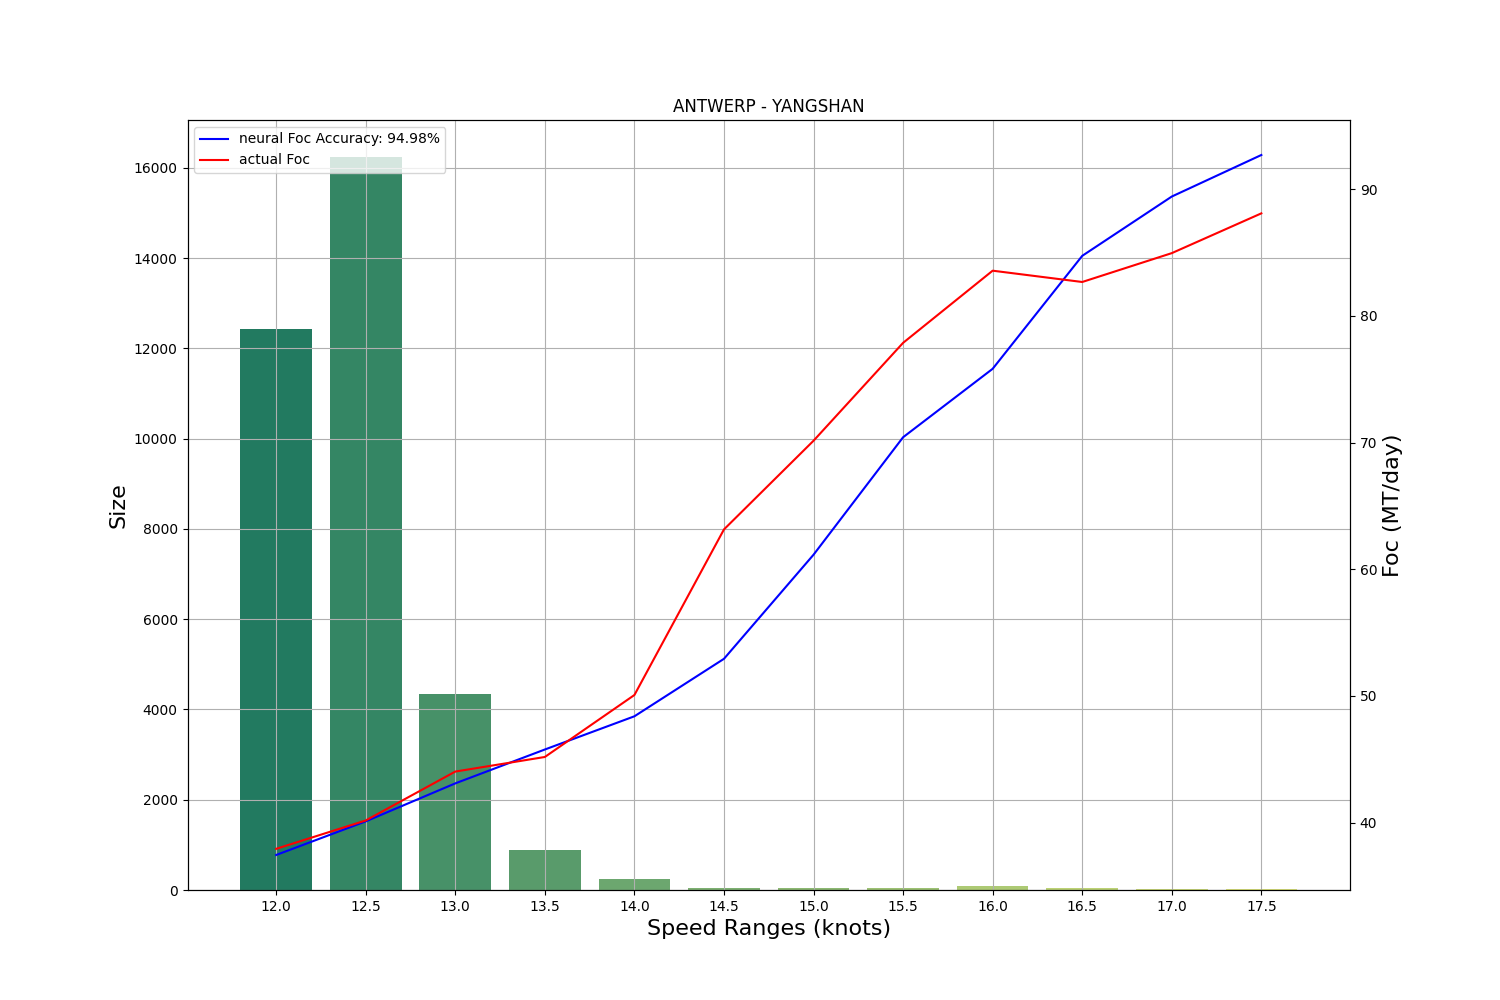 ANTWERP - YANGSHAN
neural Foc Accuracy: 94.98%
actual Foc
16000
14000
12000
10000
8000
6000
4000
2000
0
Size
90
80
70
60
50
40
Foc (MT/day)
12.0 12.5 13.0 13.5 14.0 14.5 15.0 15.5 16.0 16.5 17.0 17.5
Speed Ranges (knots)